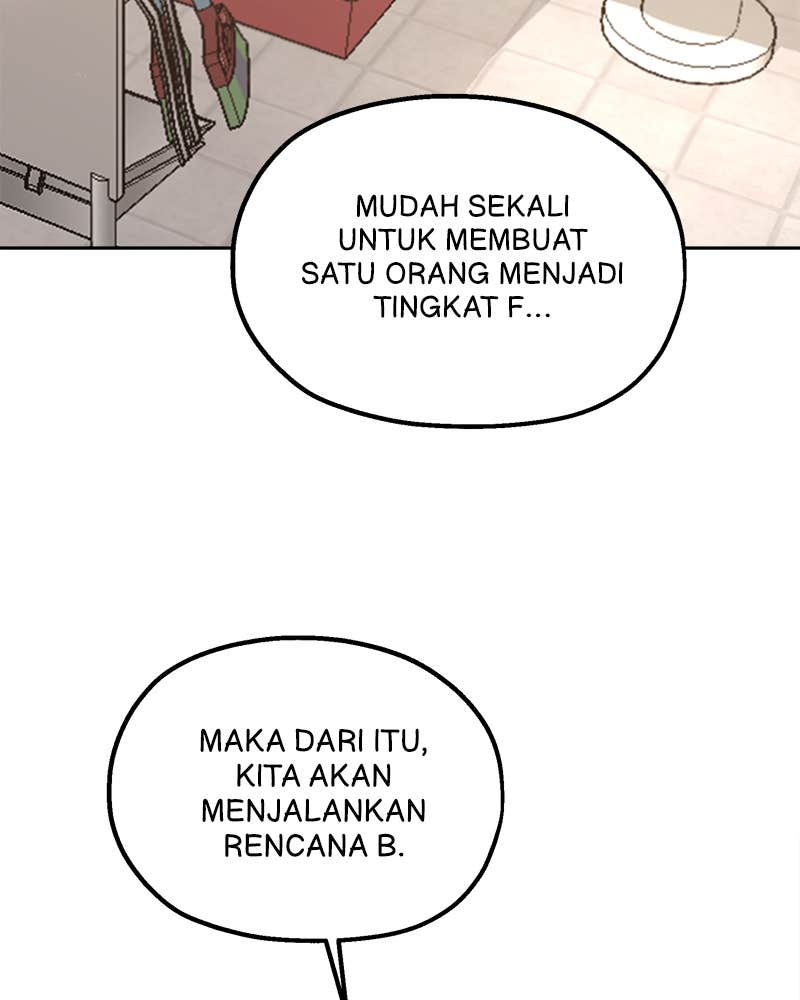 MUDAH SEKALI
UNTUK MEMBUAT
SATU ORANG MENJADI
TINGKAT F...
MAKA DARI ITU,
KITA AKAN
MENJALANKAN
RENCANA B.